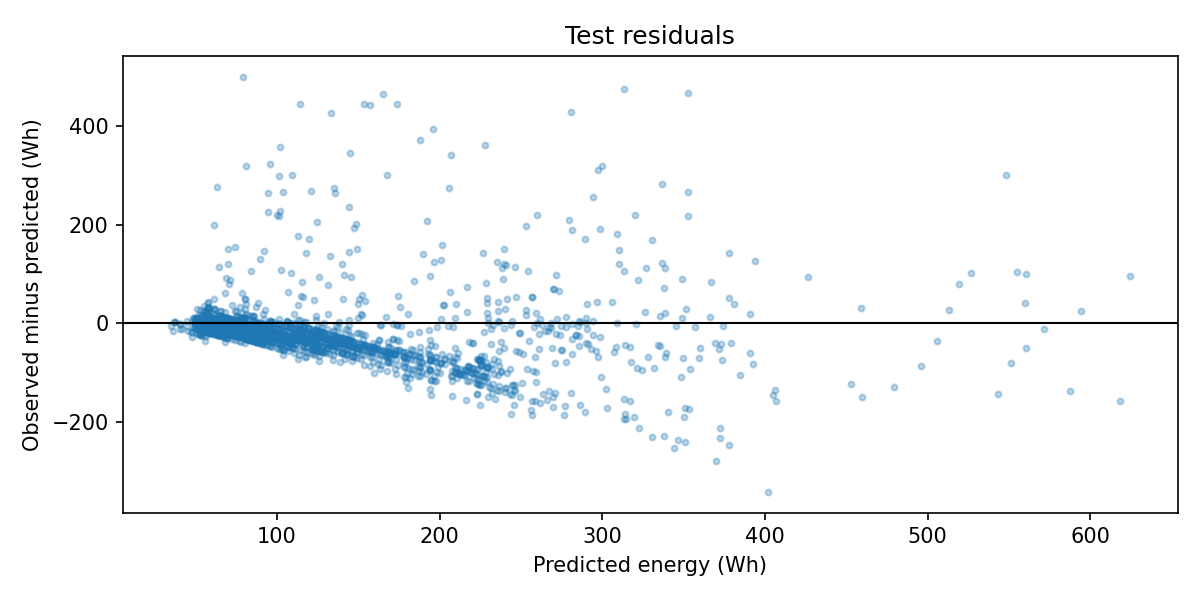 Test residuals
Observed minus predicted (Wh)
400
200
0
−200
100 200 300 400 500 600
Predicted energy (Wh)